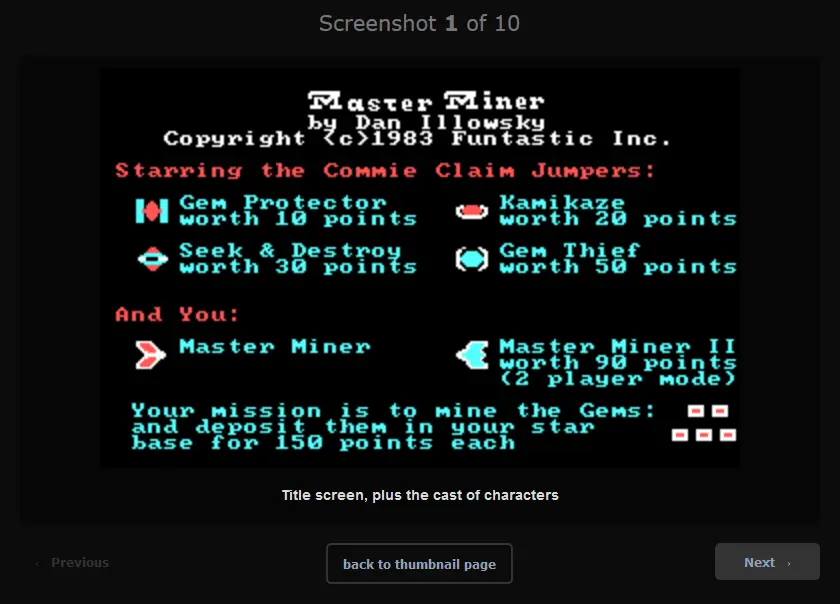 Screenshot 1 of 10
Master Miner
by Dan Illowsky
Copyright <c>1983 Funtastic Inc.
Starring the Commie Claim Jumpers:
Gem Protector
worth 10 points
Kamikaze
worth 20 points
Seek & Destroy
worth 30 points
Gem Thief
worth 50 points
And You:
Master Miner
Master Miner II
worth 90 points
(2 player mode)
Your mission is to mine the Gems:
and deposit them in your star
base for 150 points each
Title screen, plus the cast of characters
← Previous
back to thumbnail page
Next →